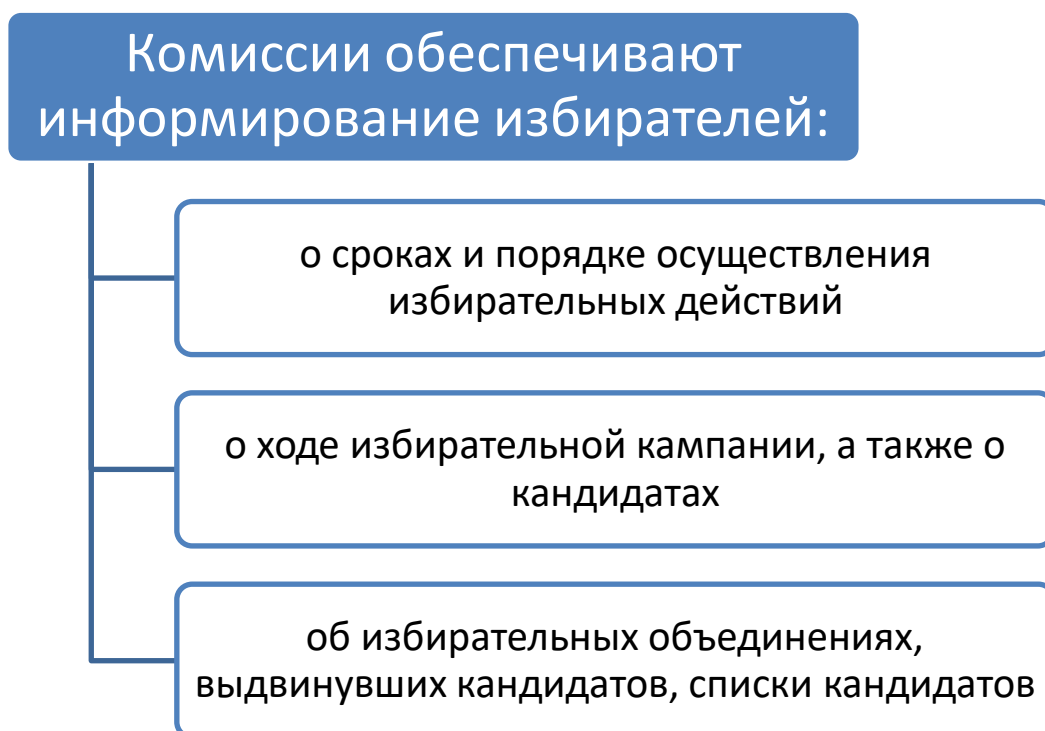 Комиссии обеспечивают
информирование избирателей:
о сроках и порядке осуществления
избирательных действий
о ходе избирательной кампании, а также о
кандидатах
об избирательных объединениях,
выдвинувших кандидатов, списки кандидатов